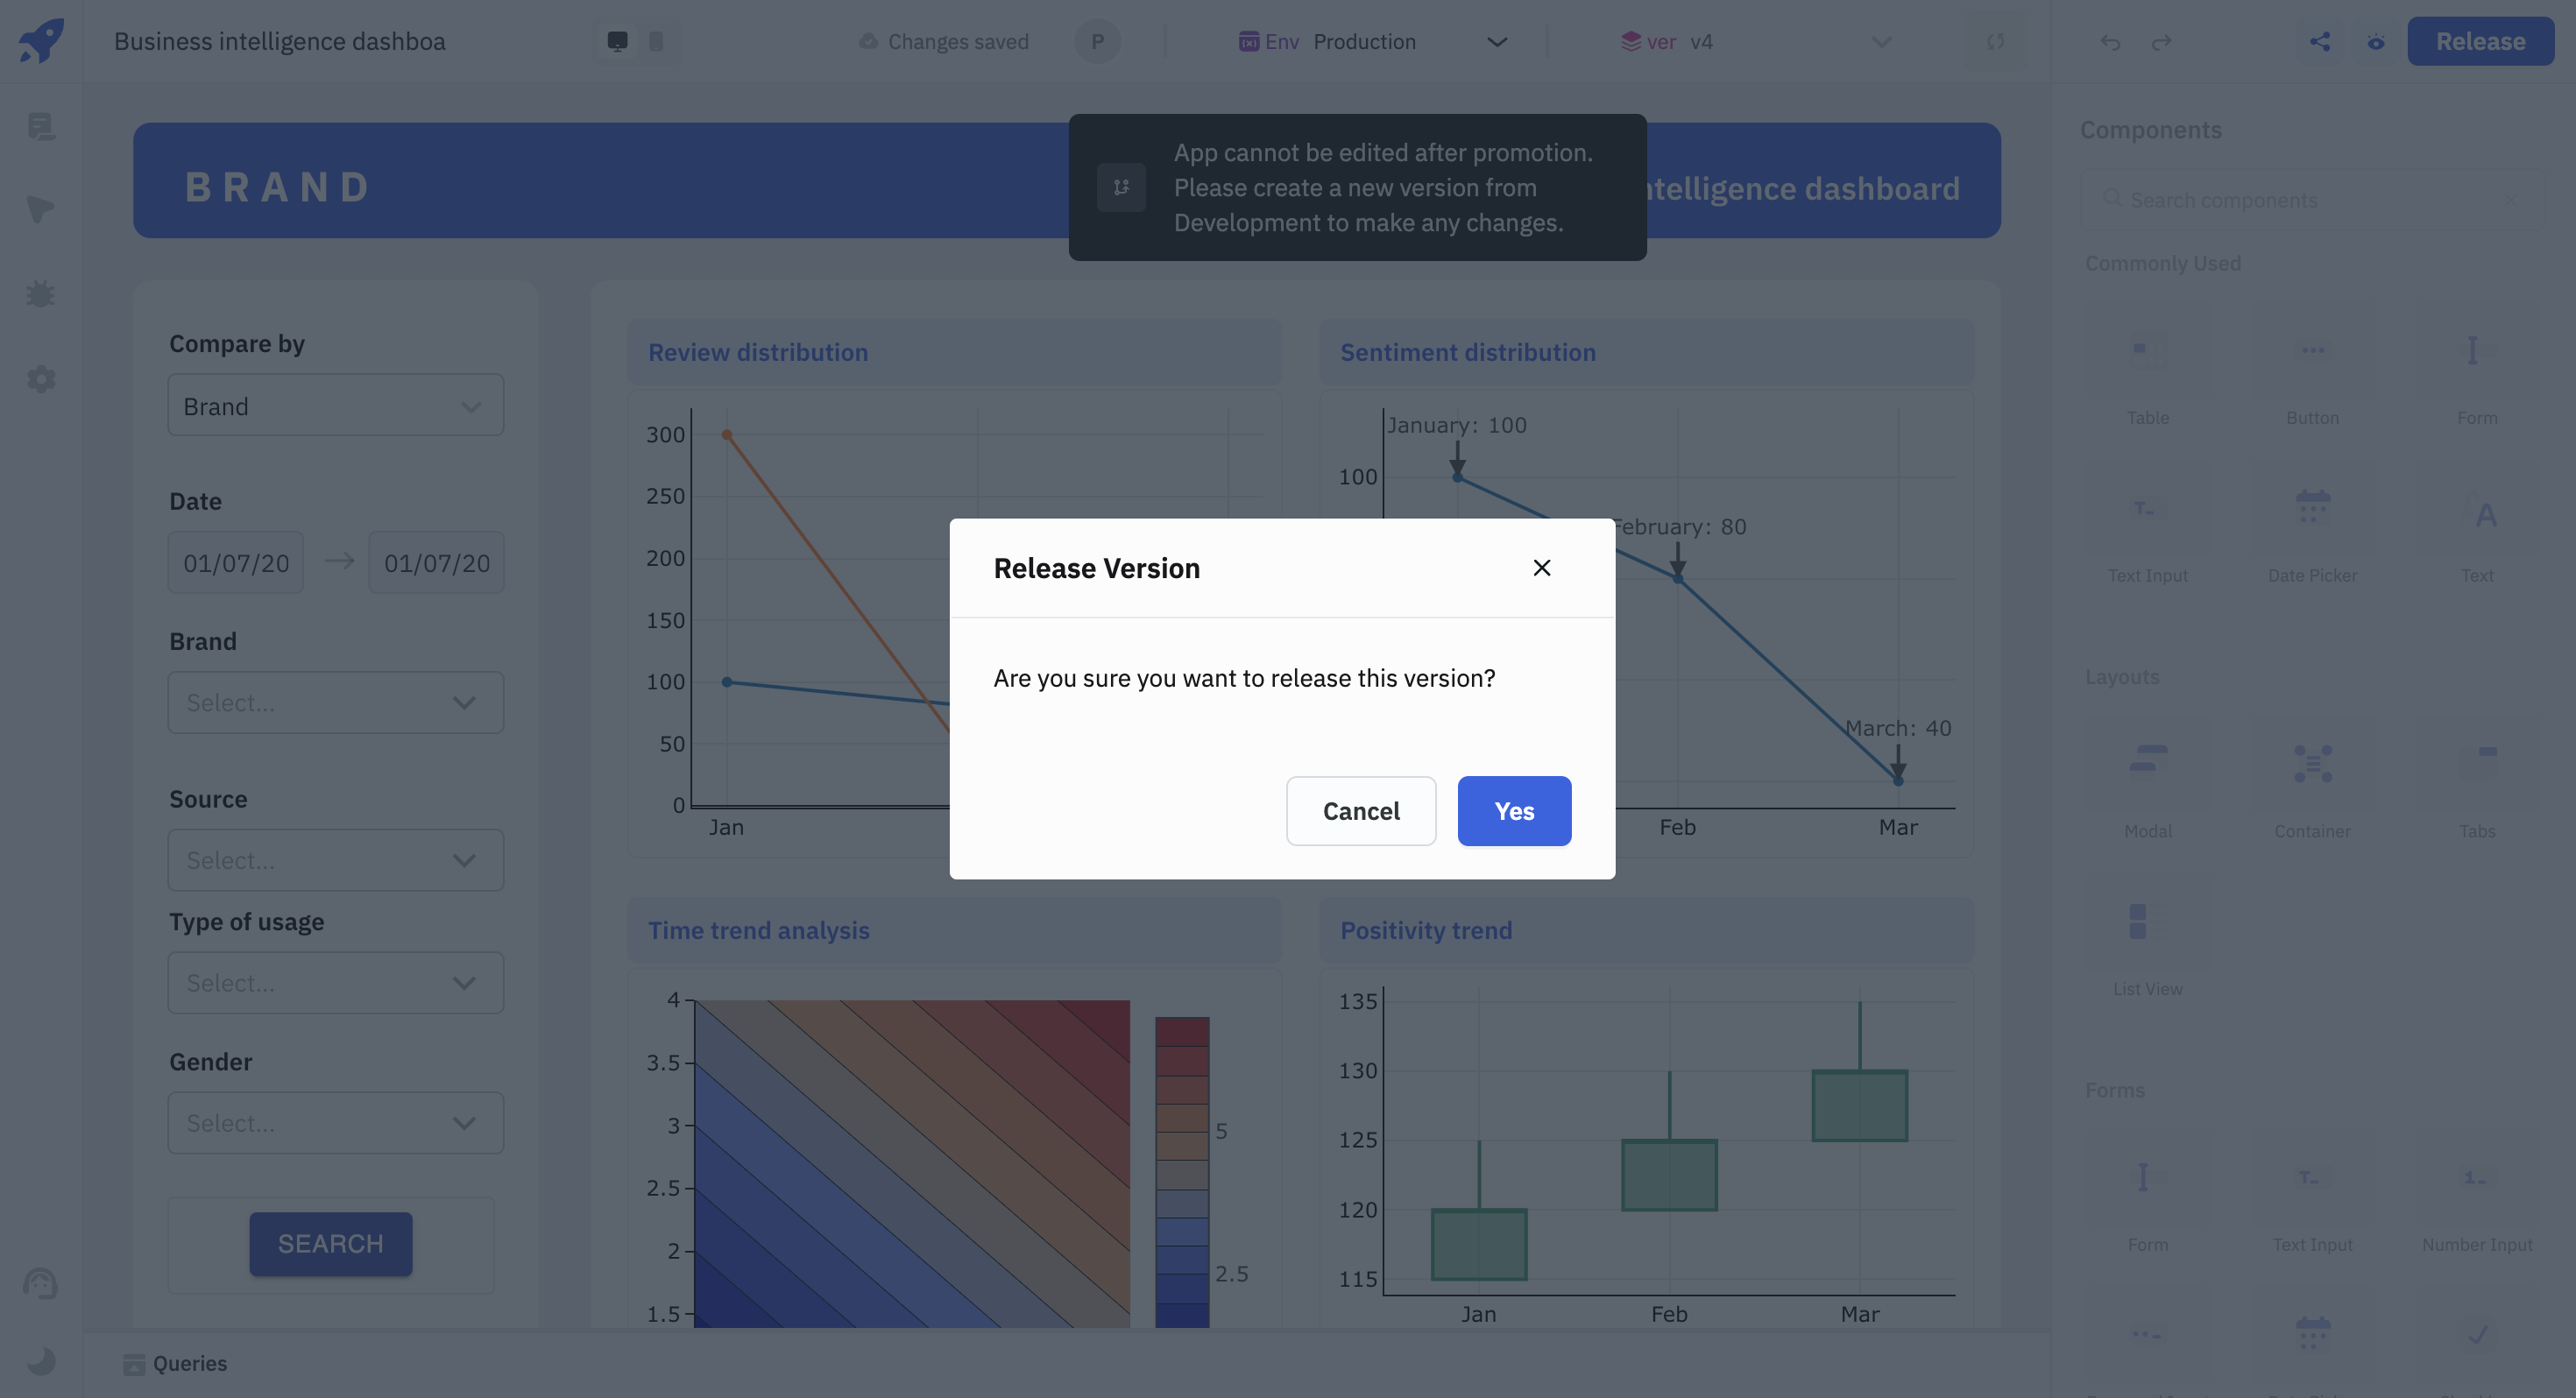 Business intelligence dashboa
Changes saved
P
Env
Production
ver
v4
Release
BRAND
ntelligence dashboard
App cannot be edited after promotion.
Please create a new version from
Development to make any changes.
Compare by
Brand
Date
01/07/20
01/07/20
Brand
Select...
Source
Select...
Type of usage
Select...
Gender
Select...
SEARCH
Review distribution
300
250
200
150
100
50
0
Jan
Sentiment distribution
January: 100
100
February: 80
March: 40
Feb
Mar
Release Version
Are you sure you want to release this version?
Cancel
Yes
Time trend analysis
4
3.5
3
2.5
2
1.5
5
2.5
Positivity trend
135
130
125
120
115
Jan
Feb
Mar
Components
Search components
Commonly Used
Table
Button
Form
Text Input
Date Picker
Text
Layouts
Modal
Container
Tabs
List View
Forms
Form
Text Input
Number Input
Queries